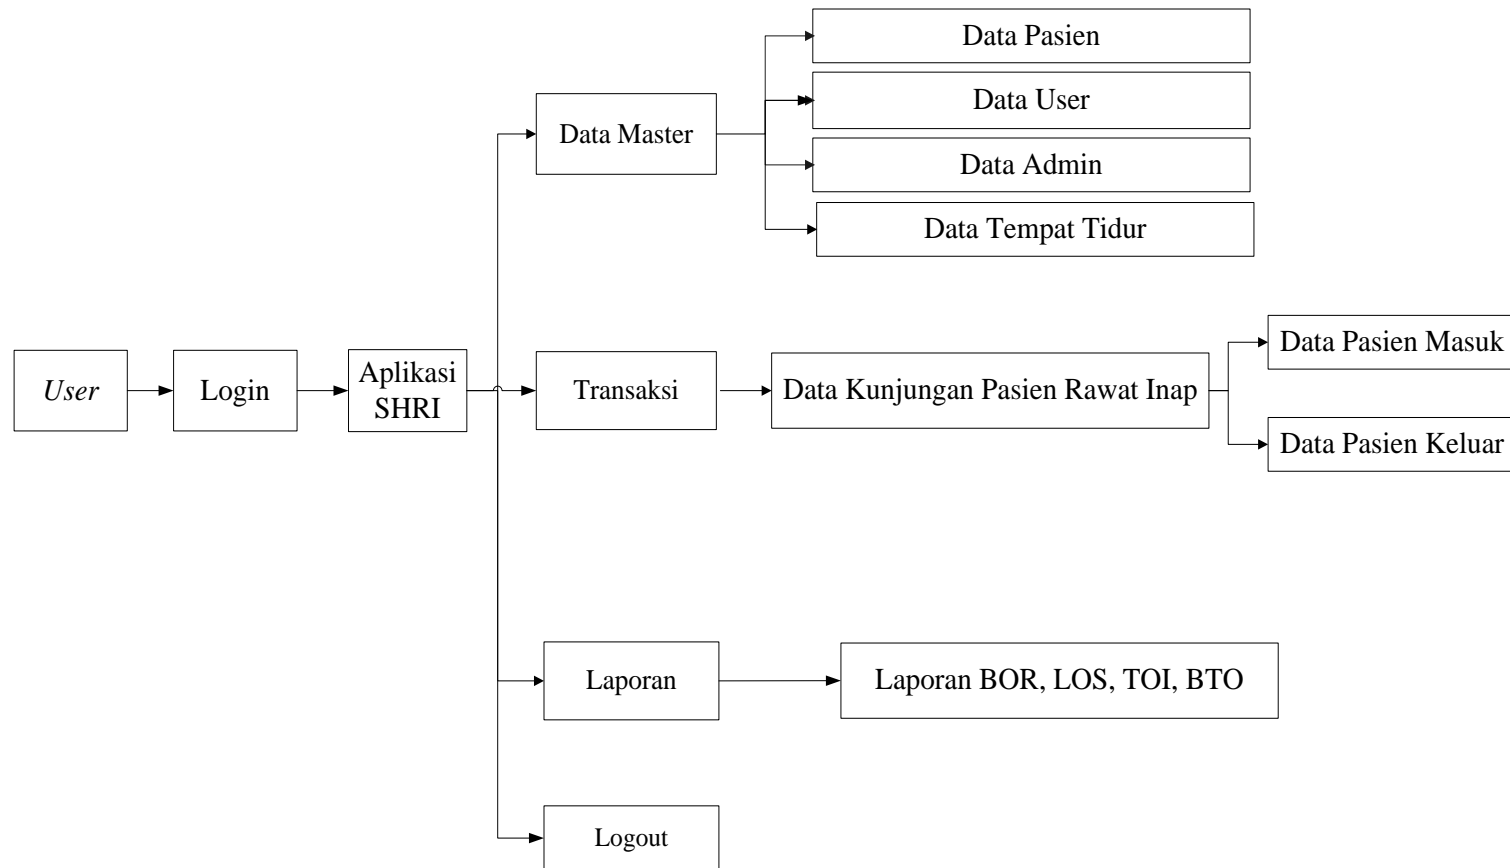 Data Pasien
Data User
Data Master
Data Admin
Data Tempat Tidur
User
Login
Aplikasi
SHRI
Transaksi
Data Kunjungan Pasien Rawat Inap
Data Pasien Masuk
Data Pasien Keluar
Laporan
Laporan BOR, LOS, TOI, BTO
Logout